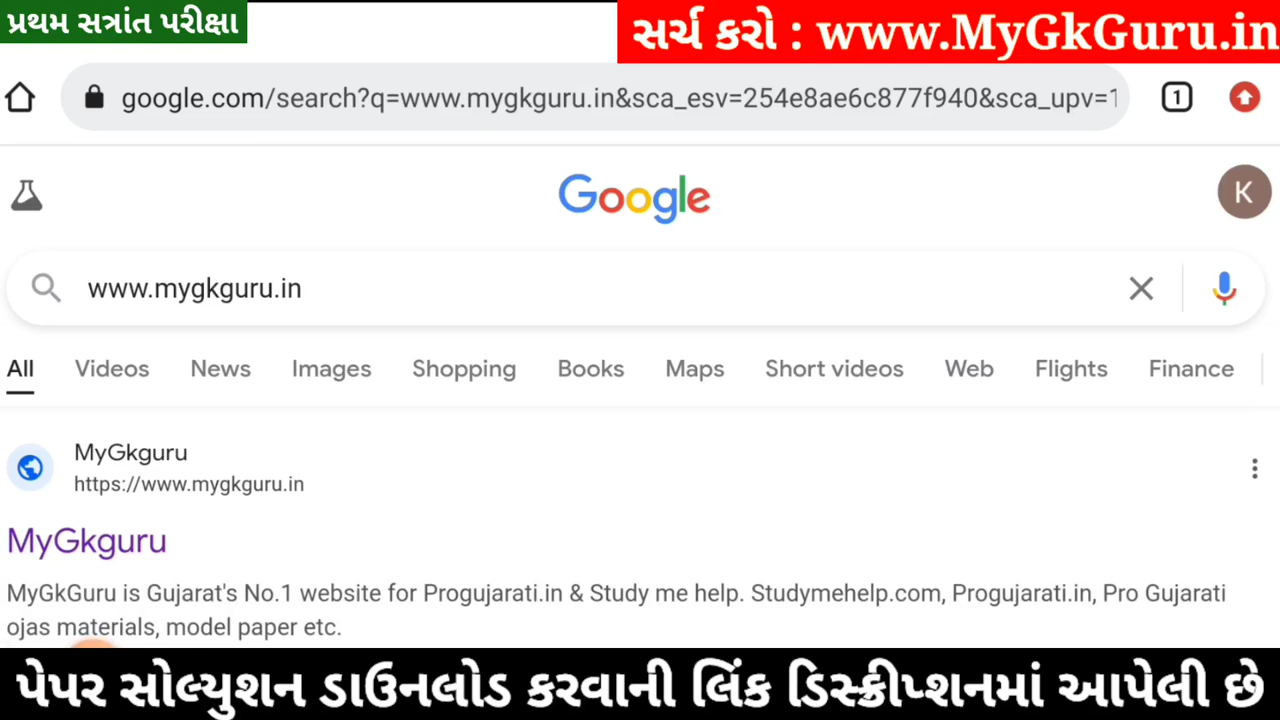 પ્રથમ સત્રાંત પરીક્ષા
સર્ચ કરો : www.MyGkGuru.in
google.com/search?q=www.mygkguru.in&sca_esv=254e8ae6c877f940&sca_upv=1
1
Google
K
www.mygkguru.in
All Videos News Images Shopping Books Maps Short videos Web Flights Finance
MyGkguru
https://www.mygkguru.in
MyGkguru
MyGkGuru is Gujarat's No.1 website for Progujarati.in & Study me help. Studymehelp.com, Progujarati.in, Pro Gujarati
ojas materials, model paper etc.
પેપર સોલ્યુશન ડાઉનલોડ કરવાની લિંક ડિસ્ક્રીપ્શનમાં આપેલી છે